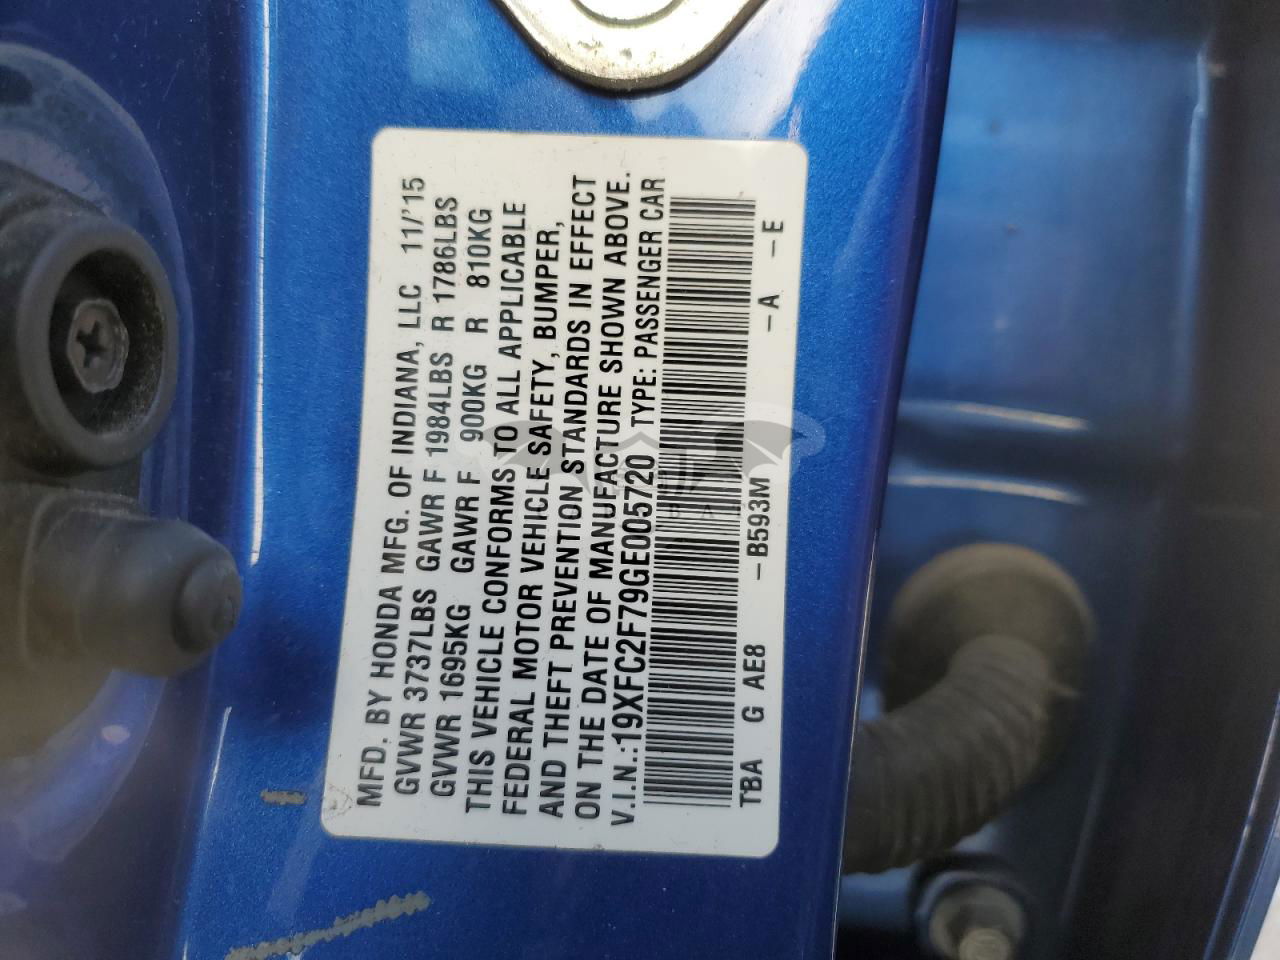 MFD. BY HONDA MFG. OF INDIANA, LLC 11/'15
GVWR 3737LBS GAWR F 1984LBS R 1786LBS
GVWR 1695KG GAWR F 900KG R 810KG
THIS VEHICLE CONFORMS TO ALL APPLICABLE
FEDERAL MOTOR VEHICLE SAFETY, BUMPER,
AND THEFT PREVENTION STANDARDS IN EFFECT
ON THE DATE OF MANUFACTURE SHOWN ABOVE.
V.I.N.:19XFC2F79GE005720 TYPE: PASSENGER CAR
TBA G AE8 -B593M -A -E